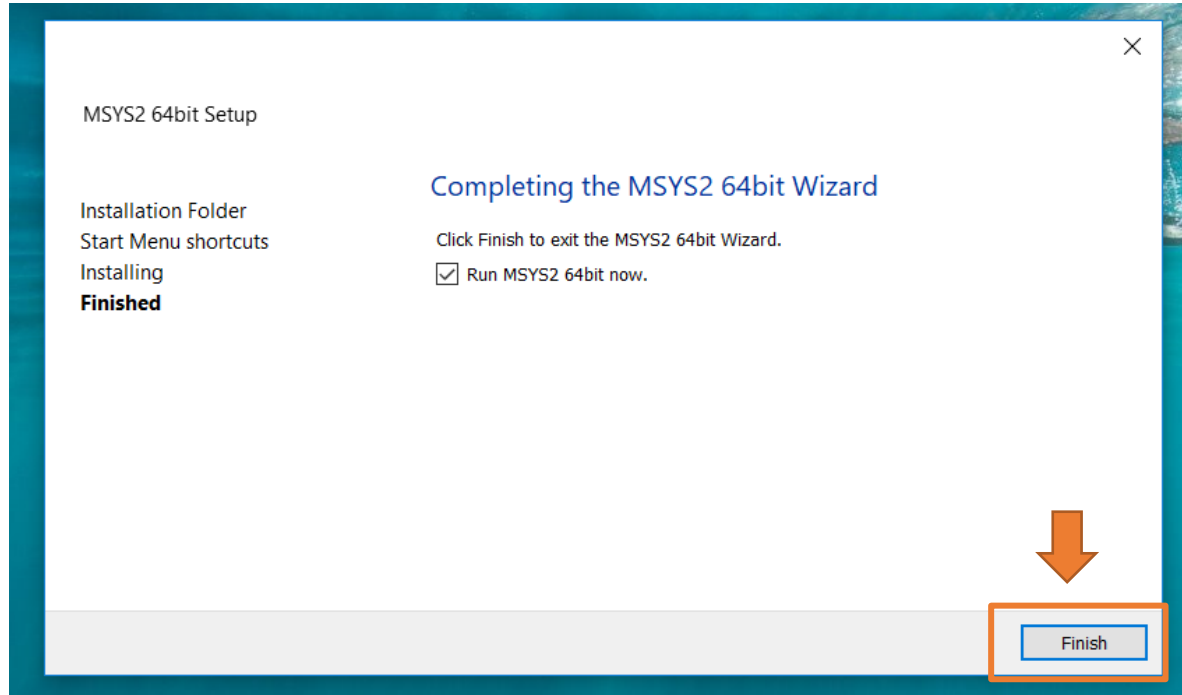 MSYS2 64bit Setup
Installation Folder
Start Menu shortcuts
Installing
Finished
Completing the MSYS2 64bit Wizard
Click Finish to exit the MSYS2 64bit Wizard.
Run MSYS2 64bit now.
Finish